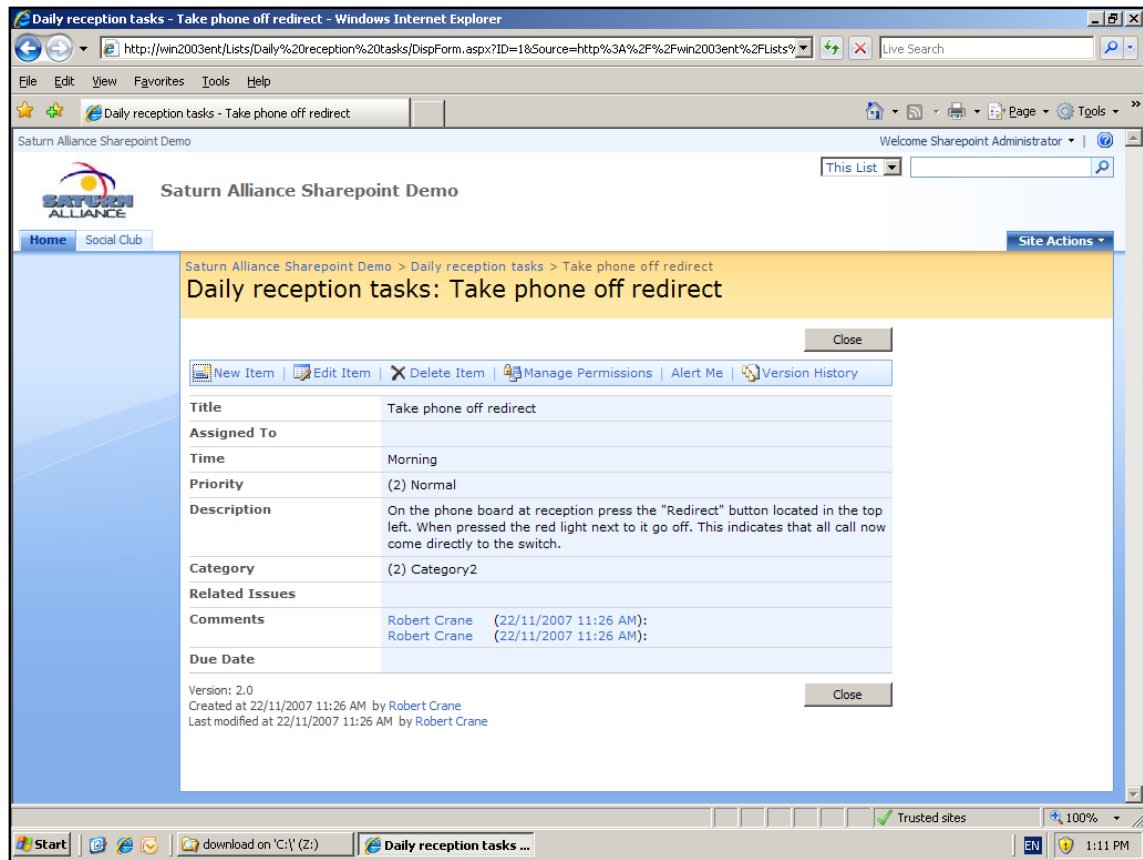 Daily reception tasks - Take phone off redirect - Windows Internet Explorer
http://win2003ent/Lists/Daily%20reception%20tasks/DispForm.aspx?ID=1&Source=http%3A%2F%2Fwin2003ent%2FLists%
Live Search
File Edit View Favorites Tools Help
Daily reception tasks - Take phone off redirect
Page Tools »
Saturn Alliance Sharepoint Demo
Welcome Sharepoint Administrator
This List
SATURN
ALLIANCE
Saturn Alliance Sharepoint Demo
Home Social Club
Site Actions
Saturn Alliance Sharepoint Demo > Daily reception tasks > Take phone off redirect
Daily reception tasks: Take phone off redirect
Close
New Item | Edit Item | Delete Item | Manage Permissions | Alert Me | Version History
Title Take phone off redirect
Assigned To
Time Morning
Priority (2) Normal
Description On the phone board at reception press the "Redirect" button located in the top
left. When pressed the red light next to it go off. This indicates that all call now
come directly to the switch.
Category (2) Category2
Related Issues
Comments Robert Crane (22/11/2007 11:26 AM):
Robert Crane (22/11/2007 11:26 AM):
Due Date
Version: 2.0
Created at 22/11/2007 11:26 AM by Robert Crane
Last modified at 22/11/2007 11:26 AM by Robert Crane
Close
Trusted sites
100%
Start
download on 'C:\' (Z:)
Daily reception tasks ...
EN
1:11 PM